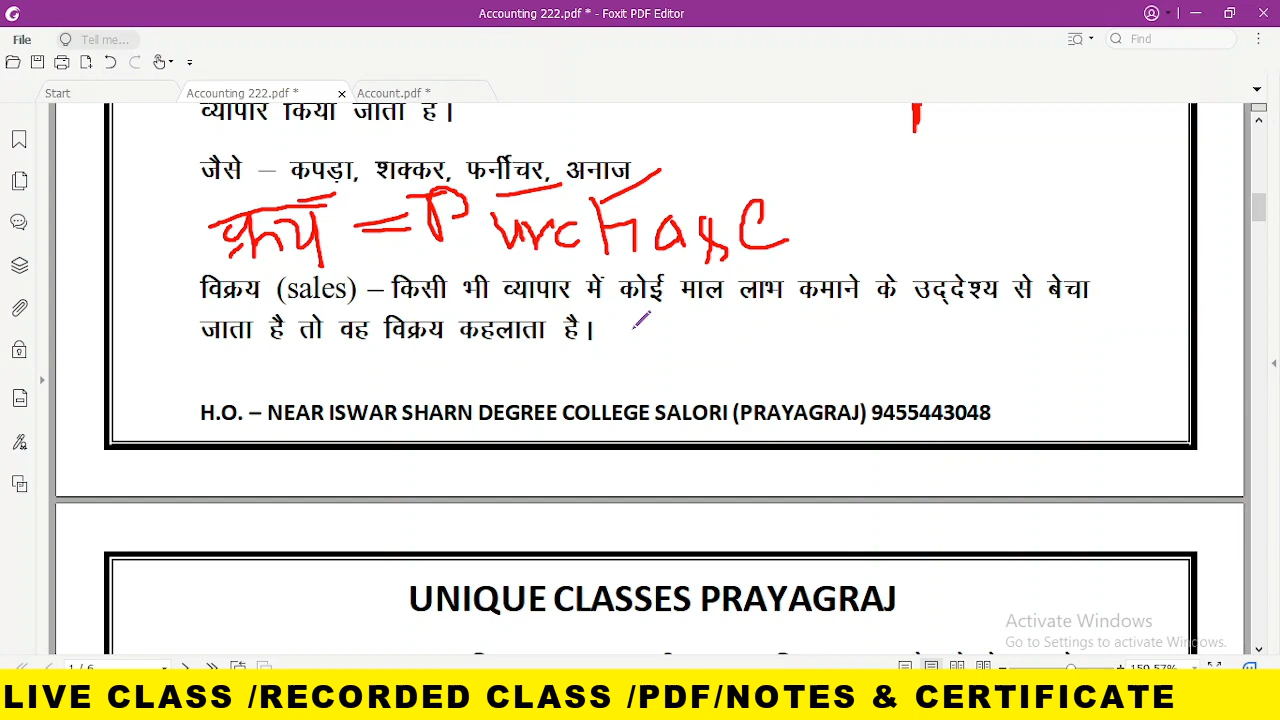 Accounting 222.pdf * - Foxit PDF Editor
File
Tell me...
Find
Start
Accounting 222.pdf *
Account.pdf *
व्यापार किया जाता है।
जैसे – कपड़ा, शक्कर, फर्नीचर, अनाज
क्रय = Purchase
विक्रय (sales) – किसी भी व्यापार में कोई माल लाभ कमाने के उद्देश्य से बेचा
जाता है तो वह विक्रय कहलाता है।
H.O. – NEAR ISWAR SHARN DEGREE COLLEGE SALORI (PRAYAGRAJ) 9455443048
UNIQUE CLASSES PRAYAGRAJ
Activate Windows
Go to Settings to activate Windows.
1 / 6
159.57%
LIVE CLASS /RECORDED CLASS /PDF/NOTES & CERTIFICATE